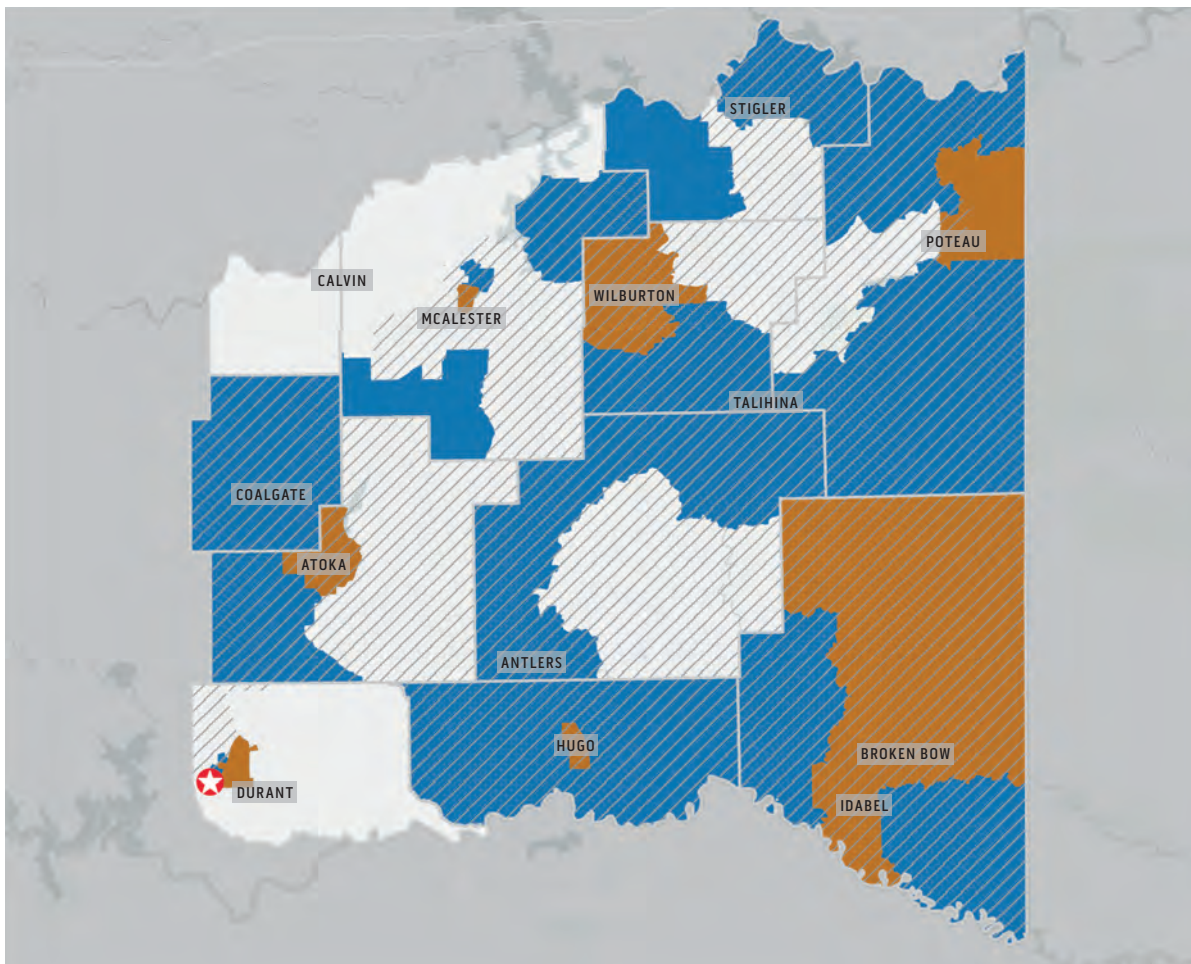 STIGLER
POTEAU
CALVIN
WILBURTON
MCALESTER
TALIHINA
COALGATE
ATOKA
ANTLERS
HUGO
BROKEN BOW
DURANT
IDABEL